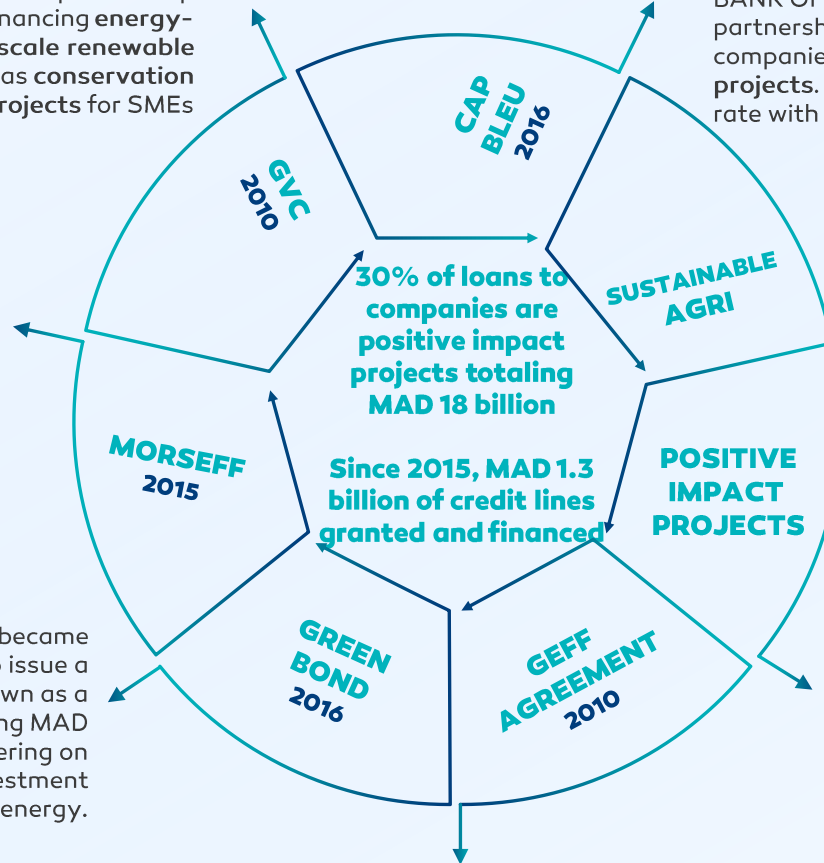 nancing energy-
scale renewable
as conservation
rojects for SMEs
BANK OF
partnersh
companie
projects.
rate with
CAP
BLEU
2016
GVC
2010
SUSTAINABLE
AGRI
30% of loans to
companies are
positive impact
projects totaling
MAD 18 billion
Since 2015, MAD 1.3
billion of credit lines
granted and financed
MORSEFF
2015
POSITIVE
IMPACT
PROJECTS
GREEN
BOND
2016
GEFF
AGREEMENT
2010
became
issue a
wn as a
ng MAD
ering on
estment
energy.